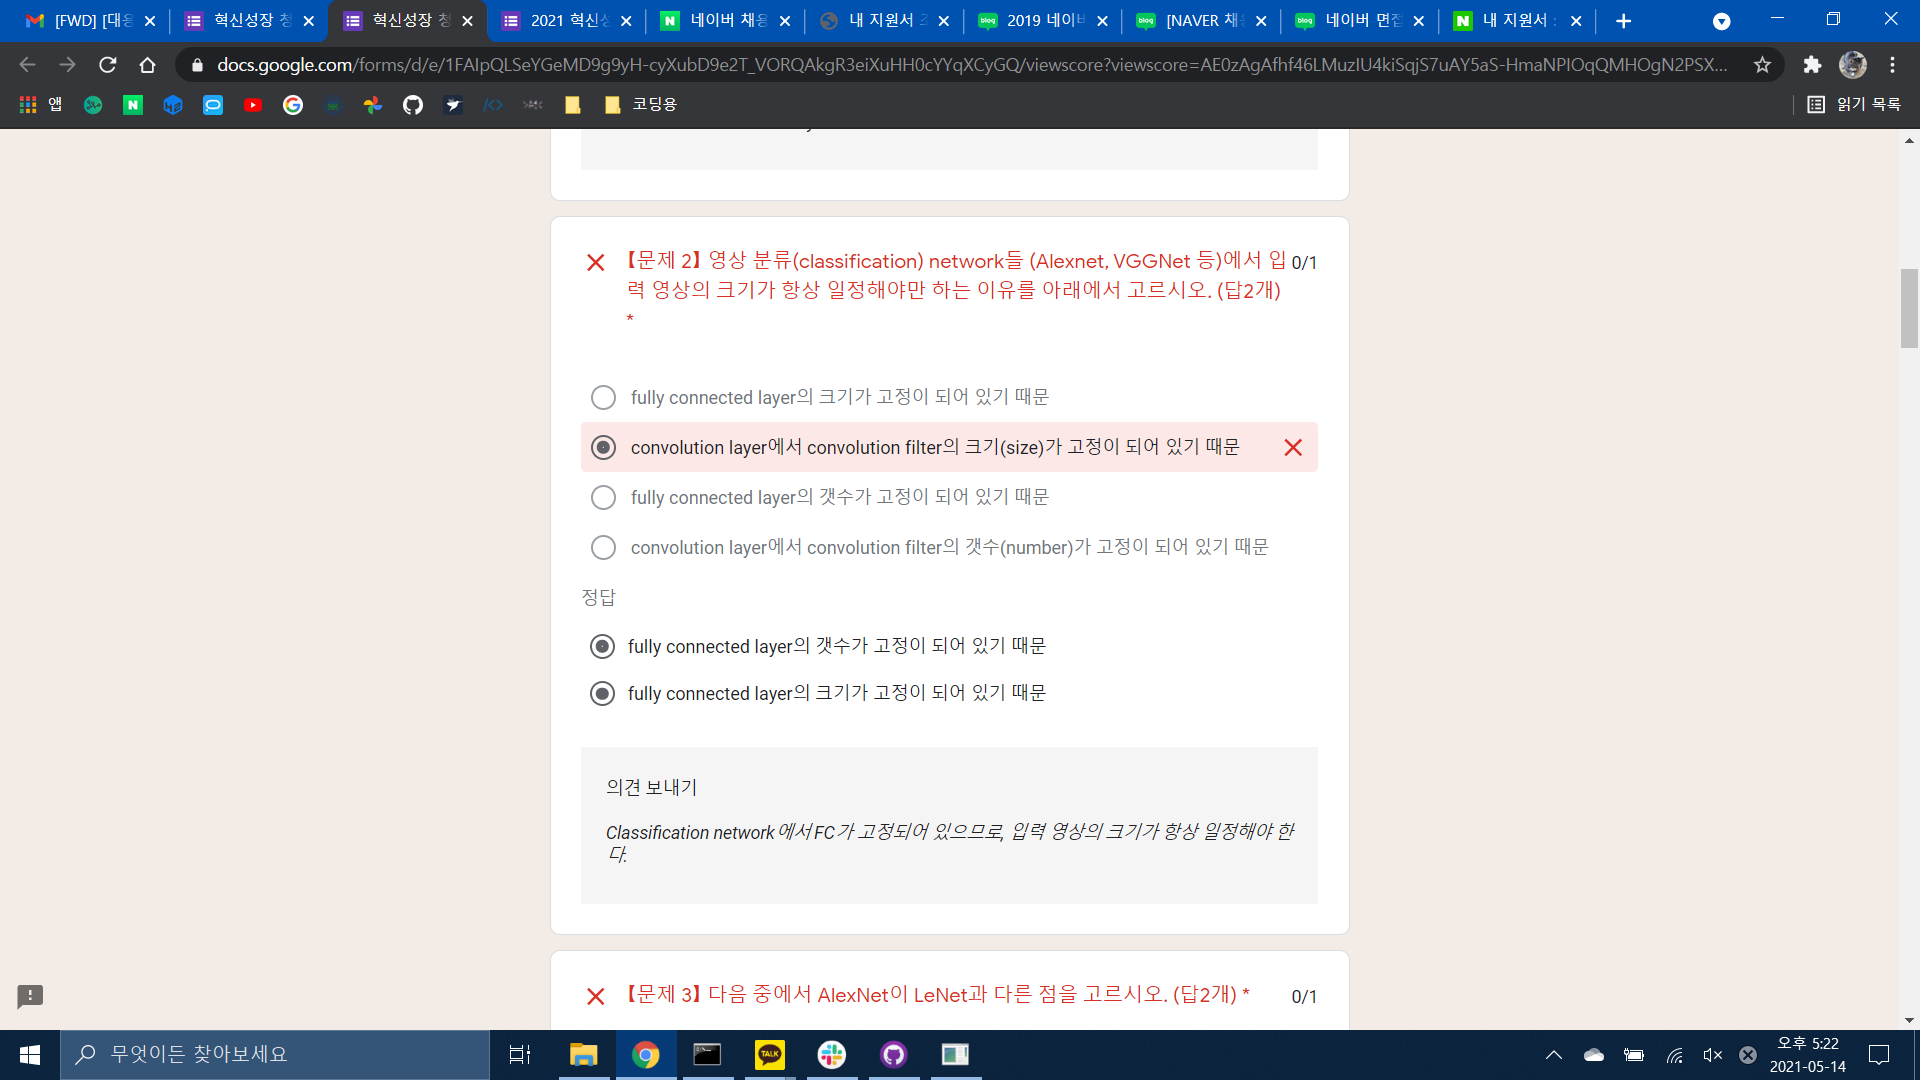 [FWD] [대용
혁신성장 청
혁신성장 청
2021 혁신성
네이버 채용
내 지원서 조
2019 네이버
[NAVER 채용
네이버 면접
내 지원서 :
docs.google.com/forms/d/e/1FAIpQLSeYGeMD9g9yH-cyXubD9e2T_VORQAkgR3eiXuHH0cYYqXCyGQ/viewscore?viewscore=AE0zAgAfhf46LMuzIU4kiSqjS7uAY5aS-HmaNPIOqQMHOgN2PSX...
앱
코딩용
읽기 목록
【문제 2】 영상 분류(classification) network들 (Alexnet, VGGNet 등)에서 입 0/1
력 영상의 크기가 항상 일정해야만 하는 이유를 아래에서 고르시오. (답2개)
*
fully connected layer의 크기가 고정이 되어 있기 때문
convolution layer에서 convolution filter의 크기(size)가 고정이 되어 있기 때문
fully connected layer의 갯수가 고정이 되어 있기 때문
convolution layer에서 convolution filter의 갯수(number)가 고정이 되어 있기 때문
정답
fully connected layer의 갯수가 고정이 되어 있기 때문
fully connected layer의 크기가 고정이 되어 있기 때문
의견 보내기
Classification network에서 FC가 고정되어 있으므로, 입력 영상의 크기가 항상 일정해야 한
다.
【문제 3】 다음 중에서 AlexNet이 LeNet과 다른 점을 고르시오. (답2개) * 0/1
무엇이든 찾아보세요
TALK
오후 5:22
2021-05-14